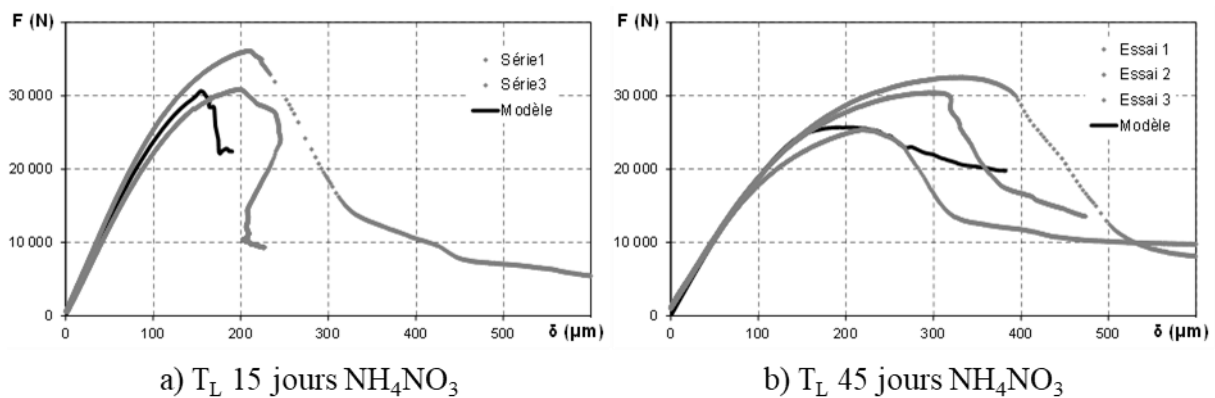 F (N)
30 000
20 000
10 000
0
0 100 200 300 400 500
δ (µm)
Série1
Série3
Modèle
a) T_L 15 jours NH₄NO₃
F (N)
30 000
20 000
10 000
0
0 100 200 300 400 500
δ (µm)
Essai 1
Essai 2
Essai 3
Modèle
b) T_L 45 jours NH₄NO₃